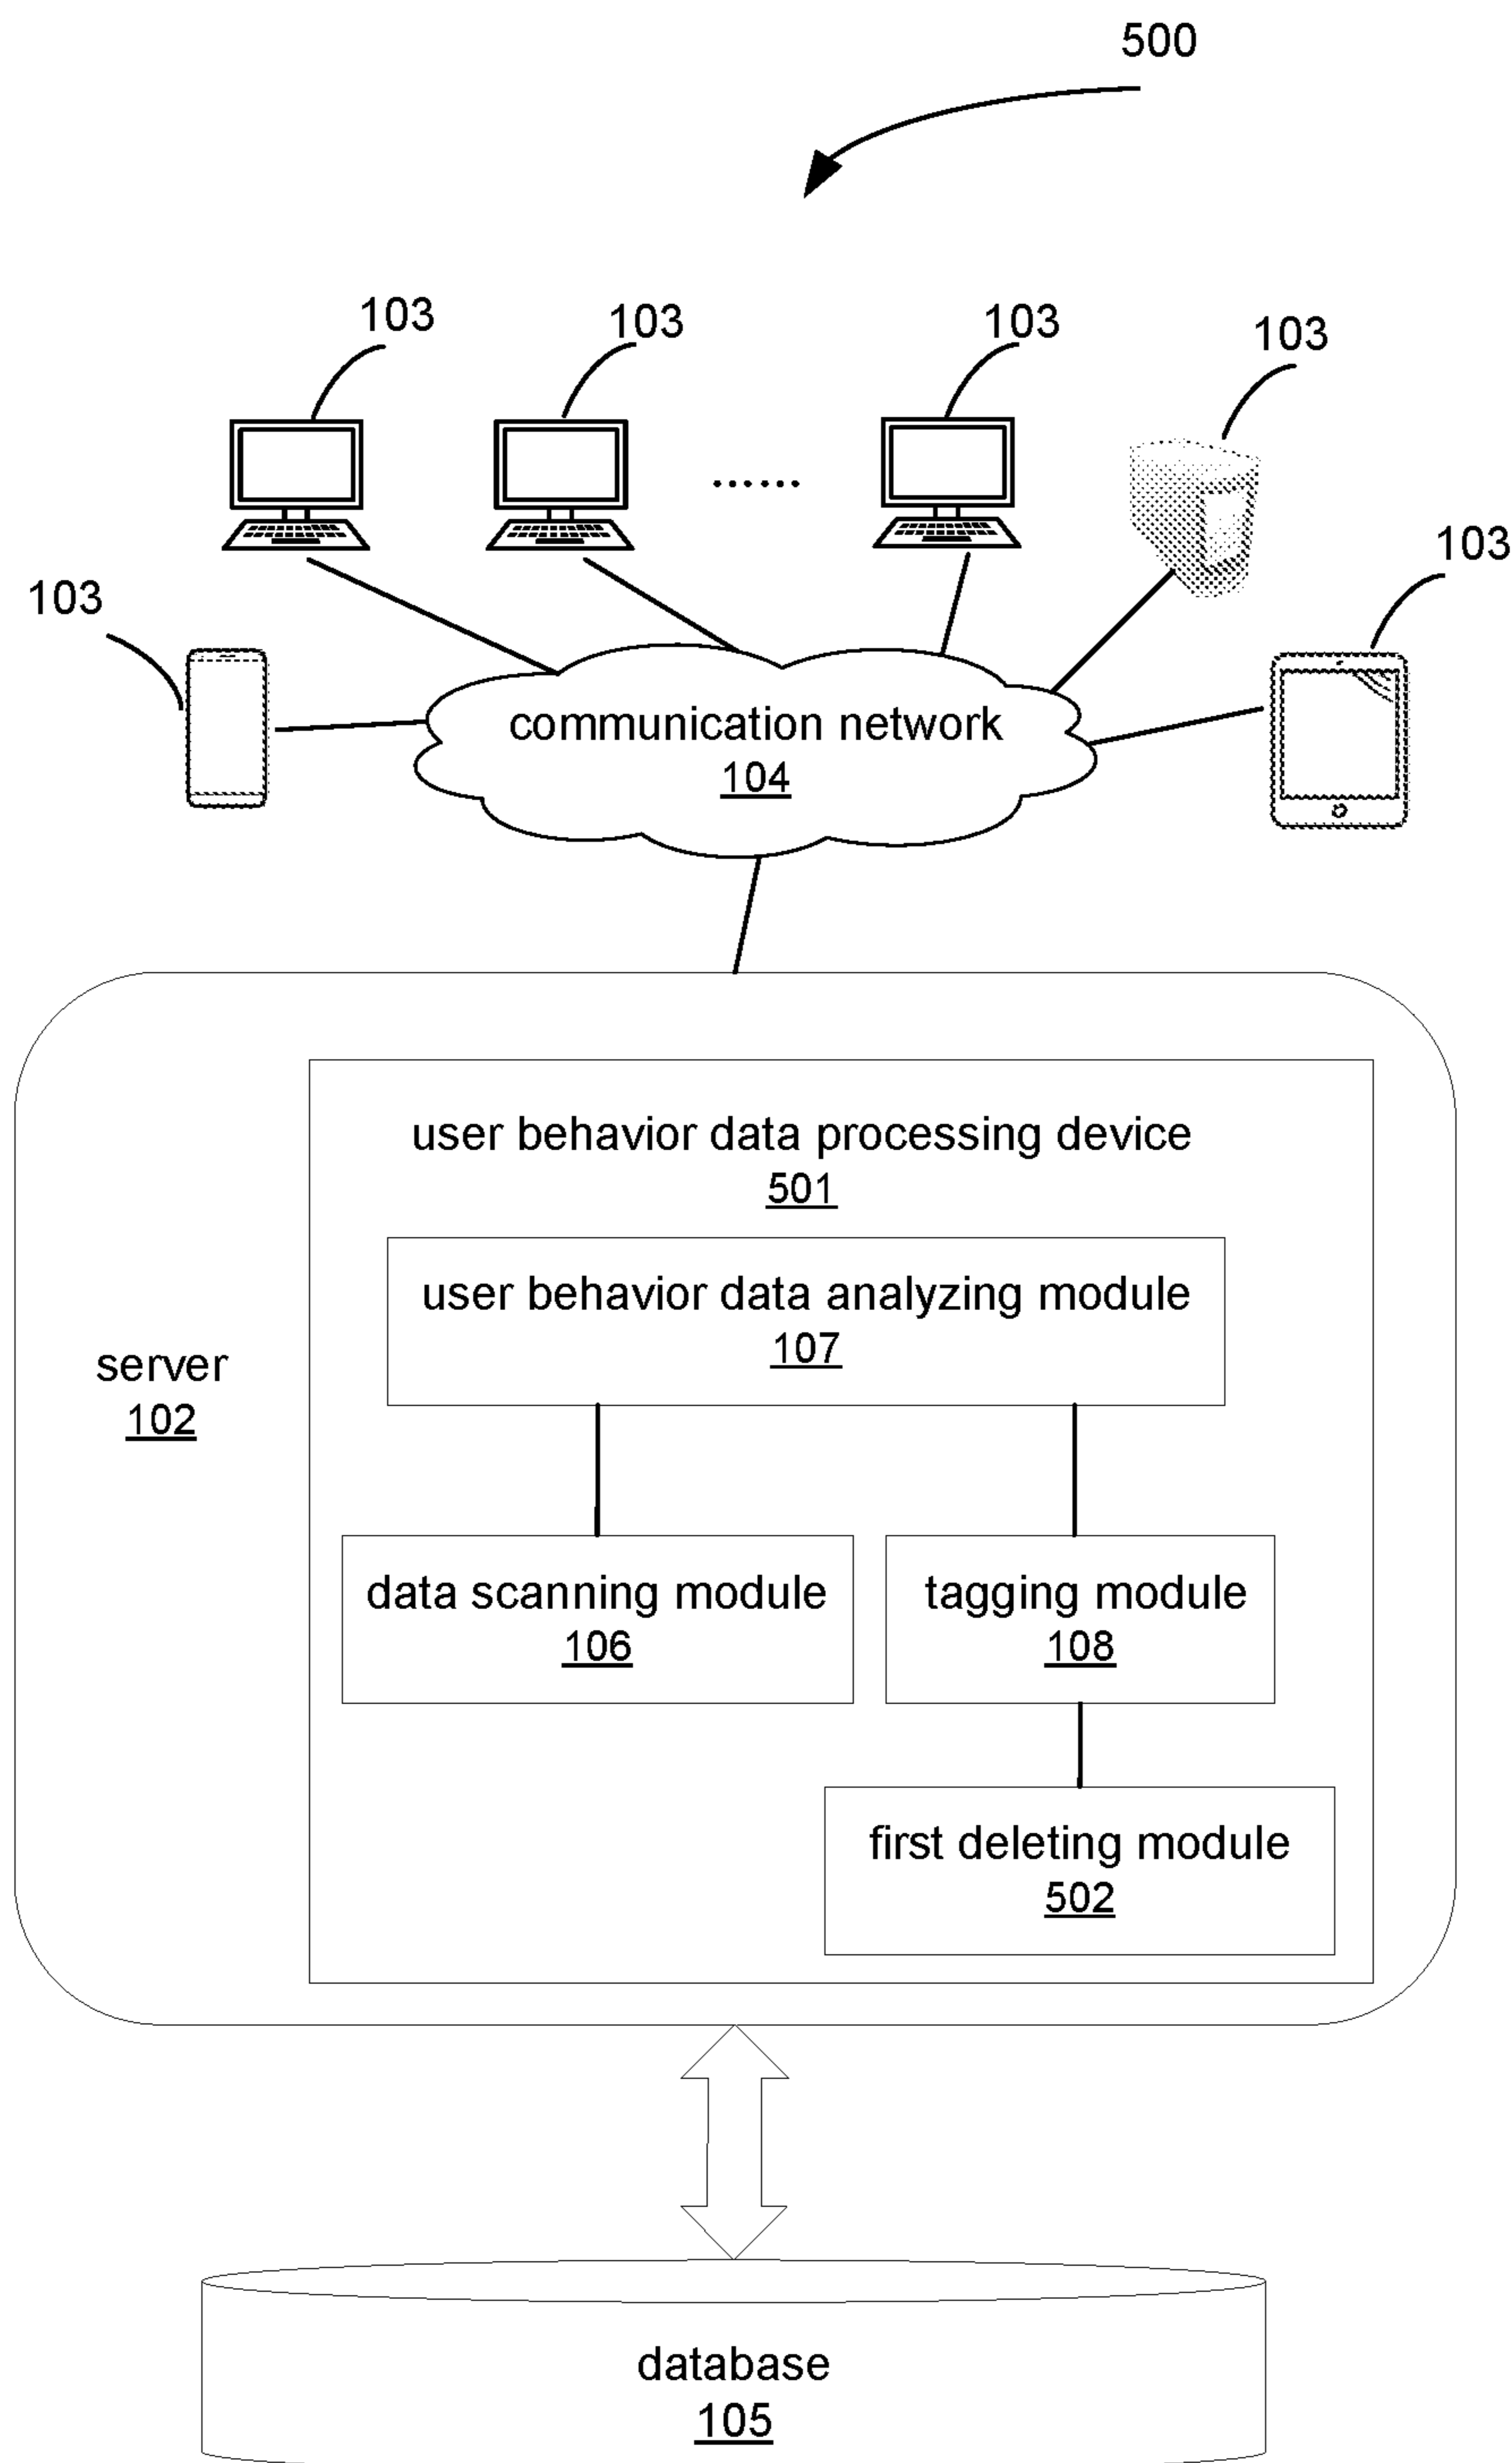 500
103
103
103
103
103
103
communication network
104
user behavior data processing device
501
user behavior data analyzing module
107
server
102
data scanning module
106
tagging module
108
first deleting module
502
database
105